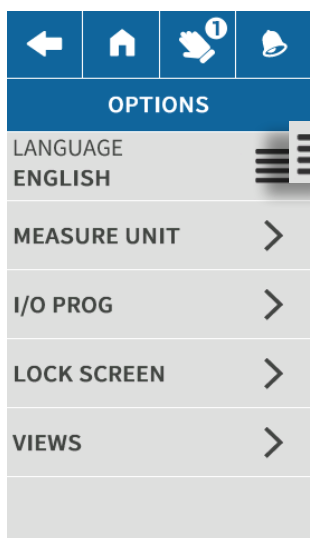 1
OPTIONS
LANGUAGE
ENGLISH
MEASURE UNIT
I/O PROG
LOCK SCREEN
VIEWS